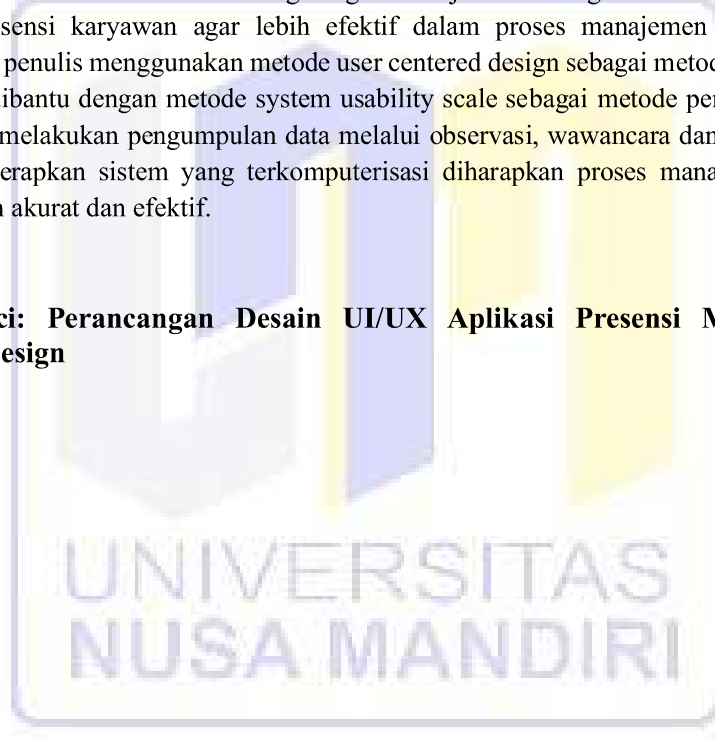 sensi karyawan agar lebih efektif dalam proses manajemen
penulis menggunakan metode user centered design sebagai metod
dibantu dengan metode system usability scale sebagai metode per
melakukan pengumpulan data melalui observasi, wawancara dan
erapkan sistem yang terkomputerisasi diharapkan proses mana
akurat dan efektif.
ci: Perancangan Desain UI/UX Aplikasi Presensi M
esign
UNIVERSITAS
NUSA MANDIRI